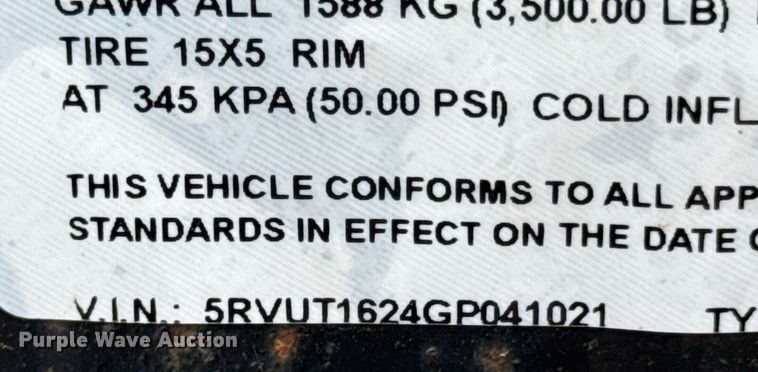 GAWR ALL 1588 KG (3,500.00 LB)
TIRE 15X5 RIM
AT 345 KPA (50.00 PSI) COLD INFL
THIS VEHICLE CONFORMS TO ALL APP
STANDARDS IN EFFECT ON THE DATE
V.I.N.: 5RVUT1624GP041021 TY
Purple Wave Auction